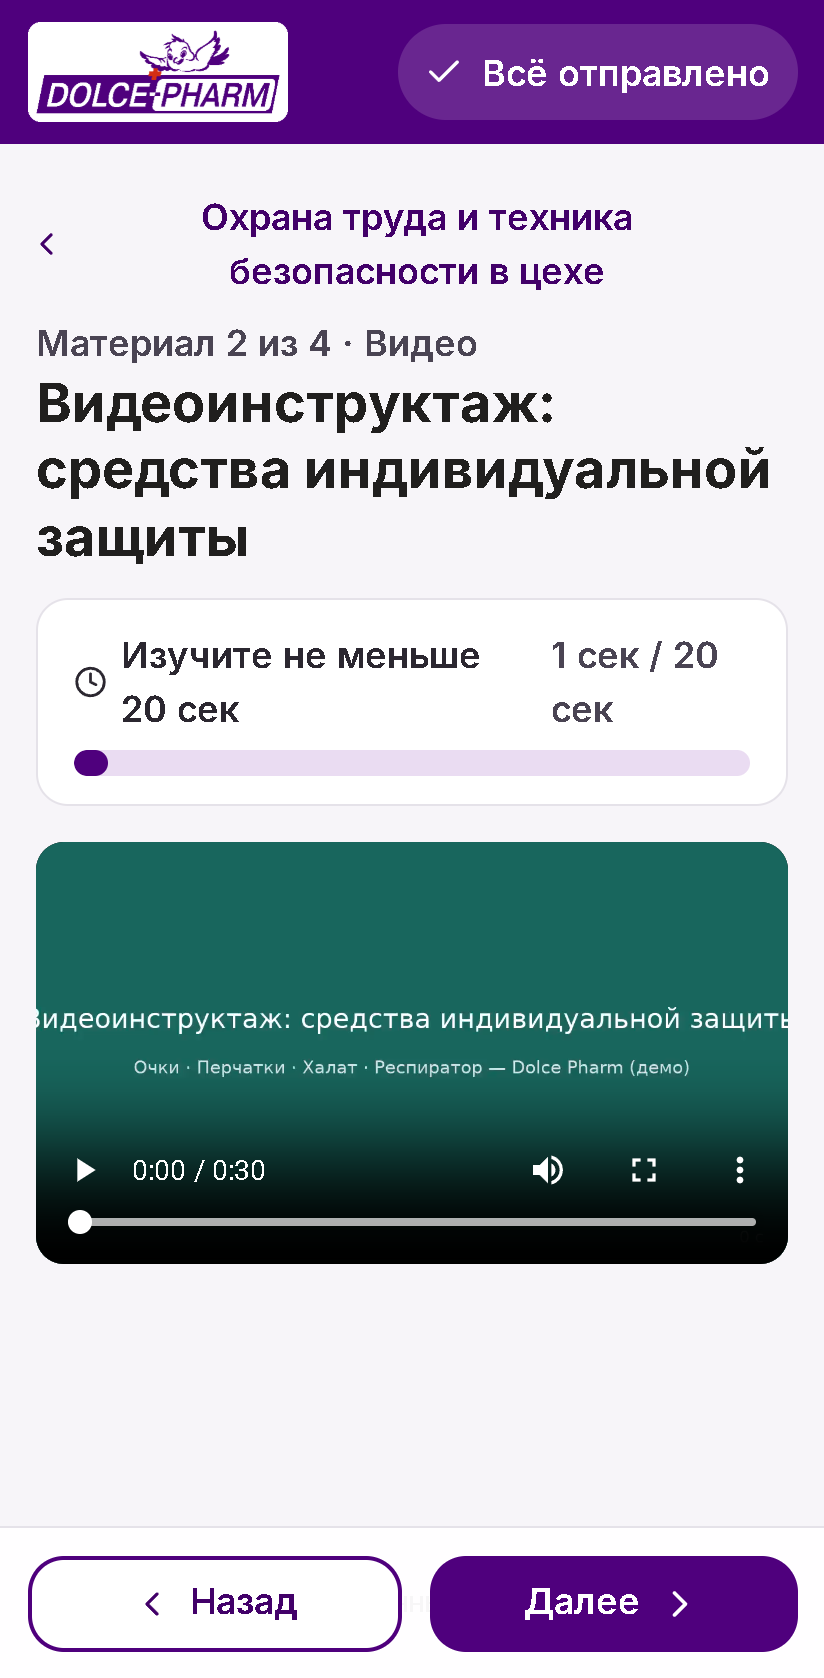 DOLCE-PHARM
Всё отправлено
Охрана труда и техника
безопасности в цехе
Материал 2 из 4 · Видео
Видеоинструктаж:
средства индивидуальной
защиты
Изучите не меньше
20 сек
1 сек / 20
сек
Видеоинструктаж: средства индивидуальной защиты
Очки · Перчатки · Халат · Респиратор — Dolce Pharm (демо)
0:00 / 0:30
Назад
Далее